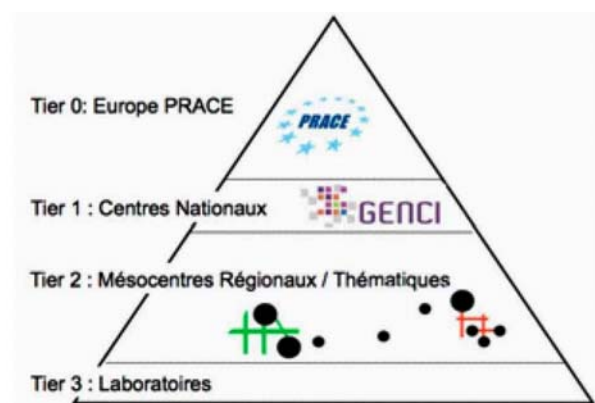 Tier 0: Europe PRACE
PRACE
Tier 1 : Centres Nationaux
GENCI
Tier 2 : Mésocentres Régionaux / Thématiques
Tier 3 : Laboratoires